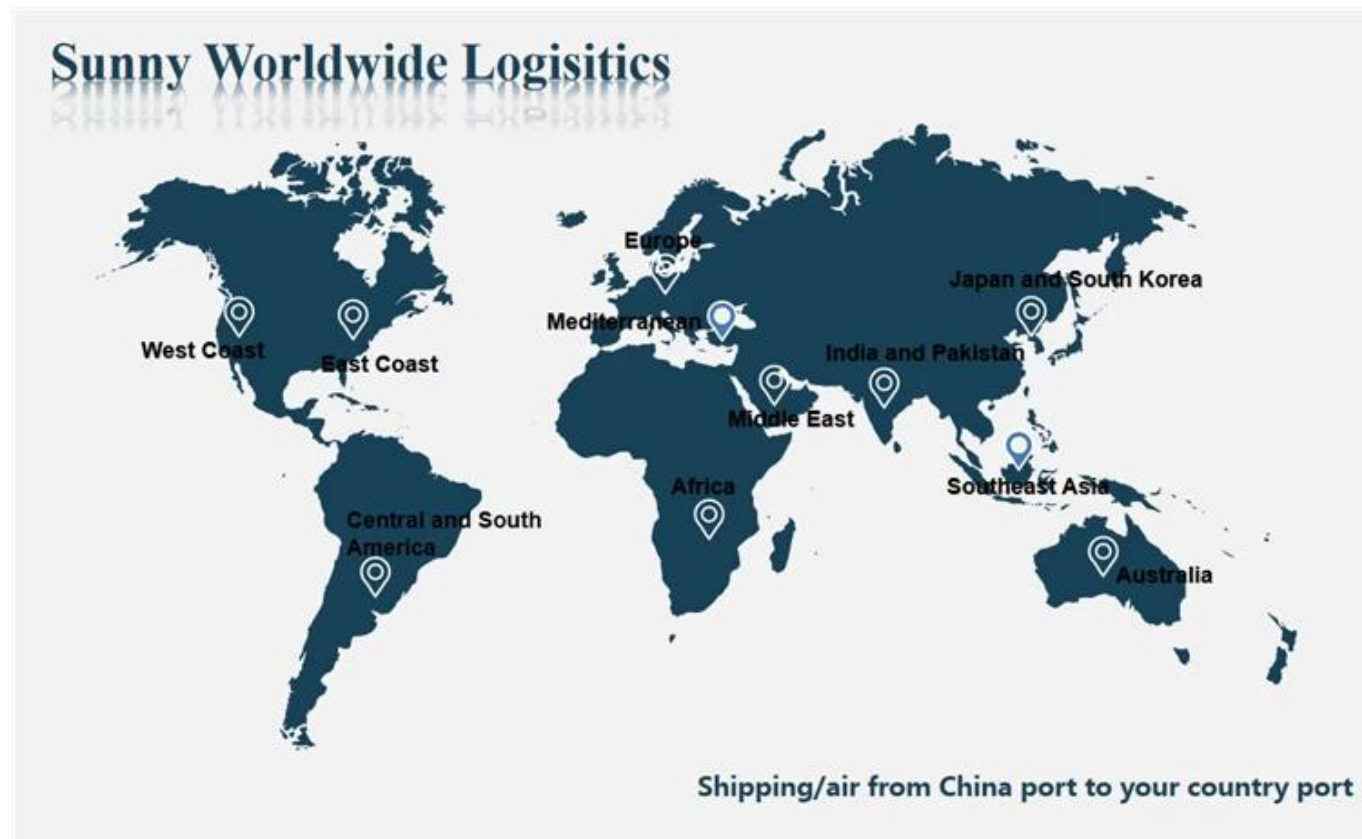 Sunny Worldwide Logisitics
Europe
Japan and South Korea
Mediterranean
West Coast
East Coast
India and Pakistan
Middle East
Africa
Southeast Asia
Central and South
America
Australia
Shipping/air from China port to your country port